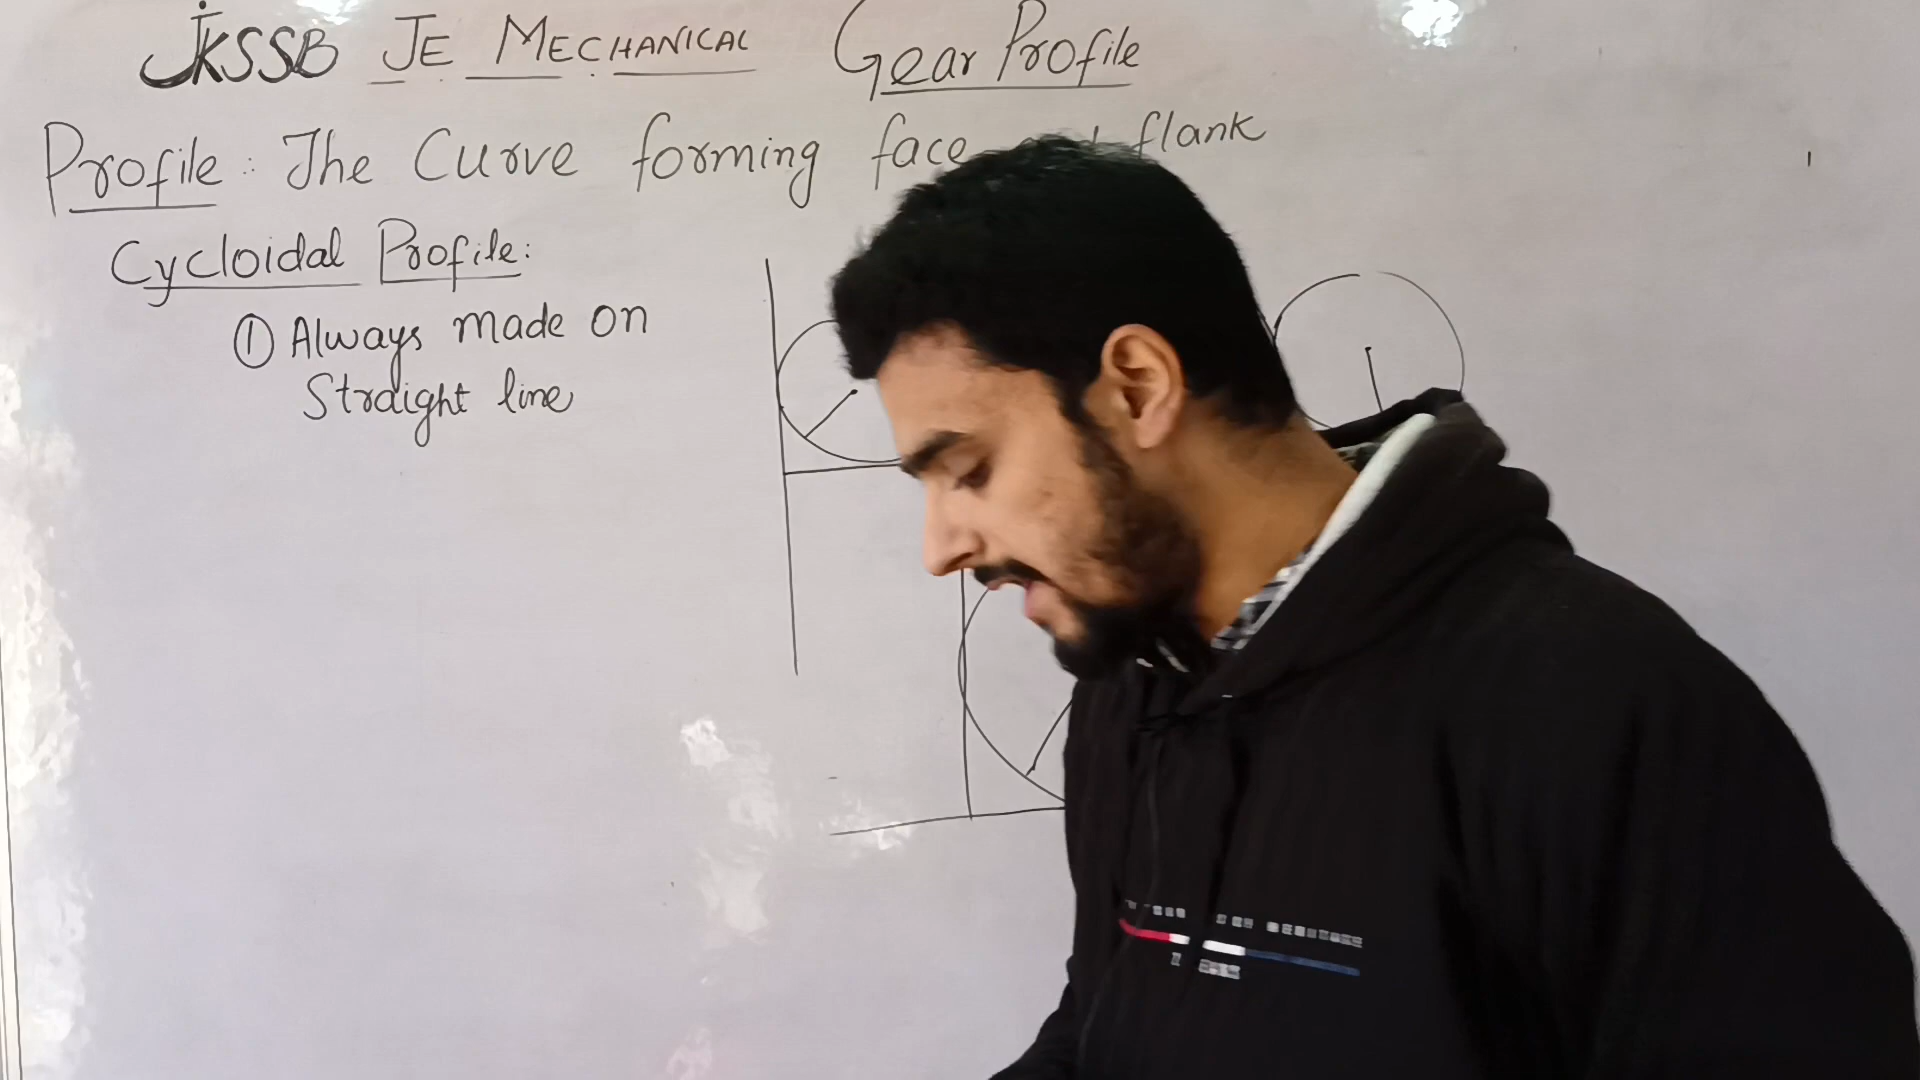 JKSSB JE MECHANICAL Gear Profile
Profile: The Curve forming face flank
Cycloidal Profile:
① Always made on
Straight line